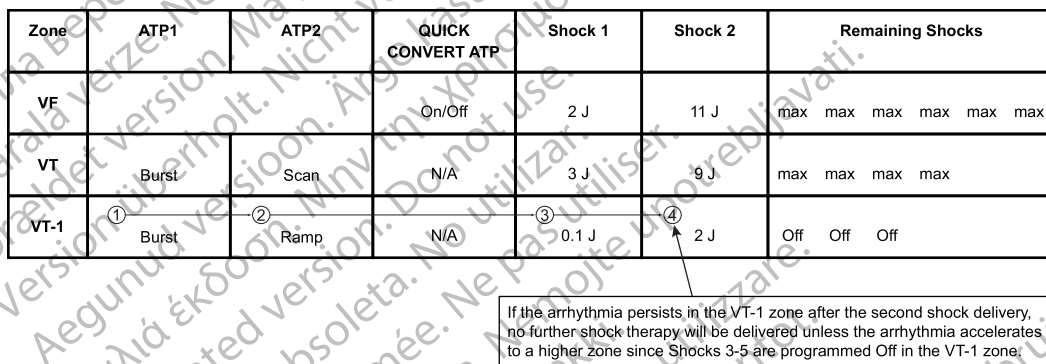 Zone ATP1 ATP2 QUICK CONVERT ATP Shock 1 Shock 2 Remaining Shocks
VF On/Off 2 J 11 J max max max max max max
VT Burst Scan N/A 3 J 9 J max max max max
VT-1 Burst Ramp N/A 0.1 J 2 J Off Off Off
1 2 3 4
If the arrhythmia persists in the VT-1 zone after the second shock delivery,
no further shock therapy will be delivered unless the arrhythmia accelerates
to a higher zone since Shocks 3-5 are programmed Off in the VT-1 zone.